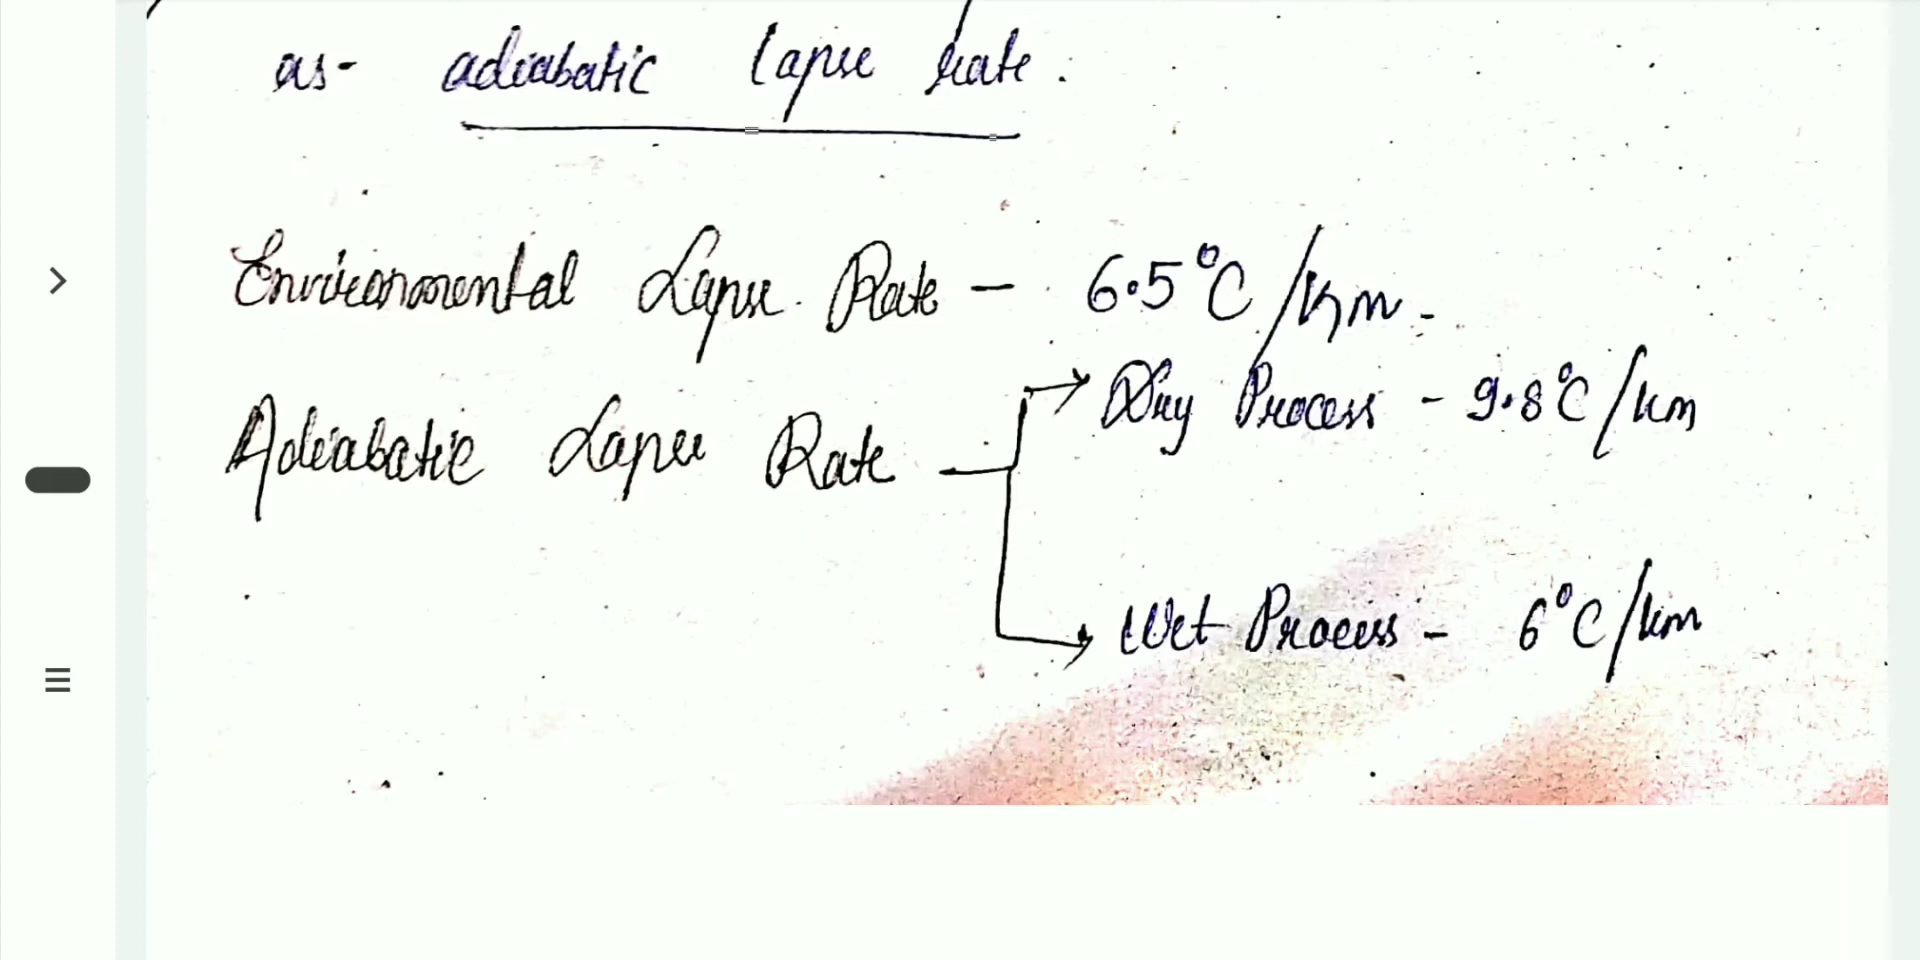 as- adiabatic lapse rate.
Environmental Lapse Rate - 6.5°C/km.
Adiabatic Lapse Rate → Dry Process - 9.8°C/km
→ Wet Process - 6°C/km